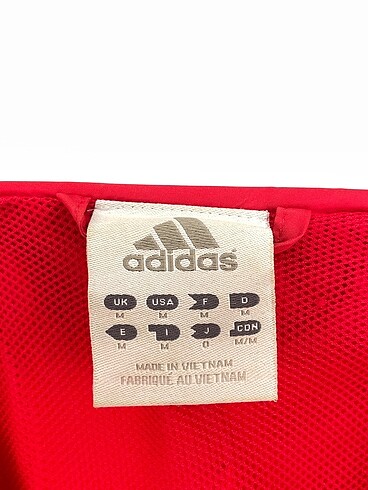 adidas
UK USA F D
M M M M
E I J CDN
M M O M/M
MADE IN VIETNAM
FABRIQUÉ AU VIETNAM